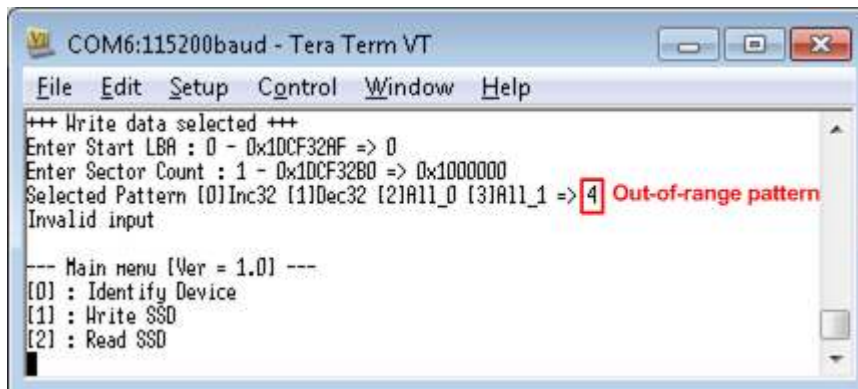 COM6:115200baud - Tera Term VT
File Edit Setup Control Window Help
+++ Write data selected +++
Enter Start LBA : 0 - 0x1DCF32AF => 0
Enter Sector Count : 1 - 0x1DCF32B0 => 0x1000000
Selected Pattern [0]Inc32 [1]Dec32 [2]All_0 [3]All_1 => 4 Out-of-range pattern
Invalid input
--- Main menu [Ver = 1.0] ---
[0] : Identify Device
[1] : Write SSD
[2] : Read SSD